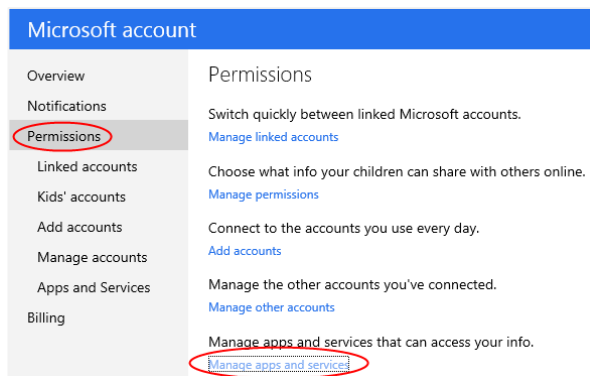 Microsoft account
Overview
Notifications
Permissions
Linked accounts
Kids' accounts
Add accounts
Manage accounts
Apps and Services
Billing
Permissions
Switch quickly between linked Microsoft accounts.
Manage linked accounts
Choose what info your children can share with others online.
Manage permissions
Connect to the accounts you use every day.
Add accounts
Manage the other accounts you've connected.
Manage other accounts
Manage apps and services that can access your info.
Manage apps and services